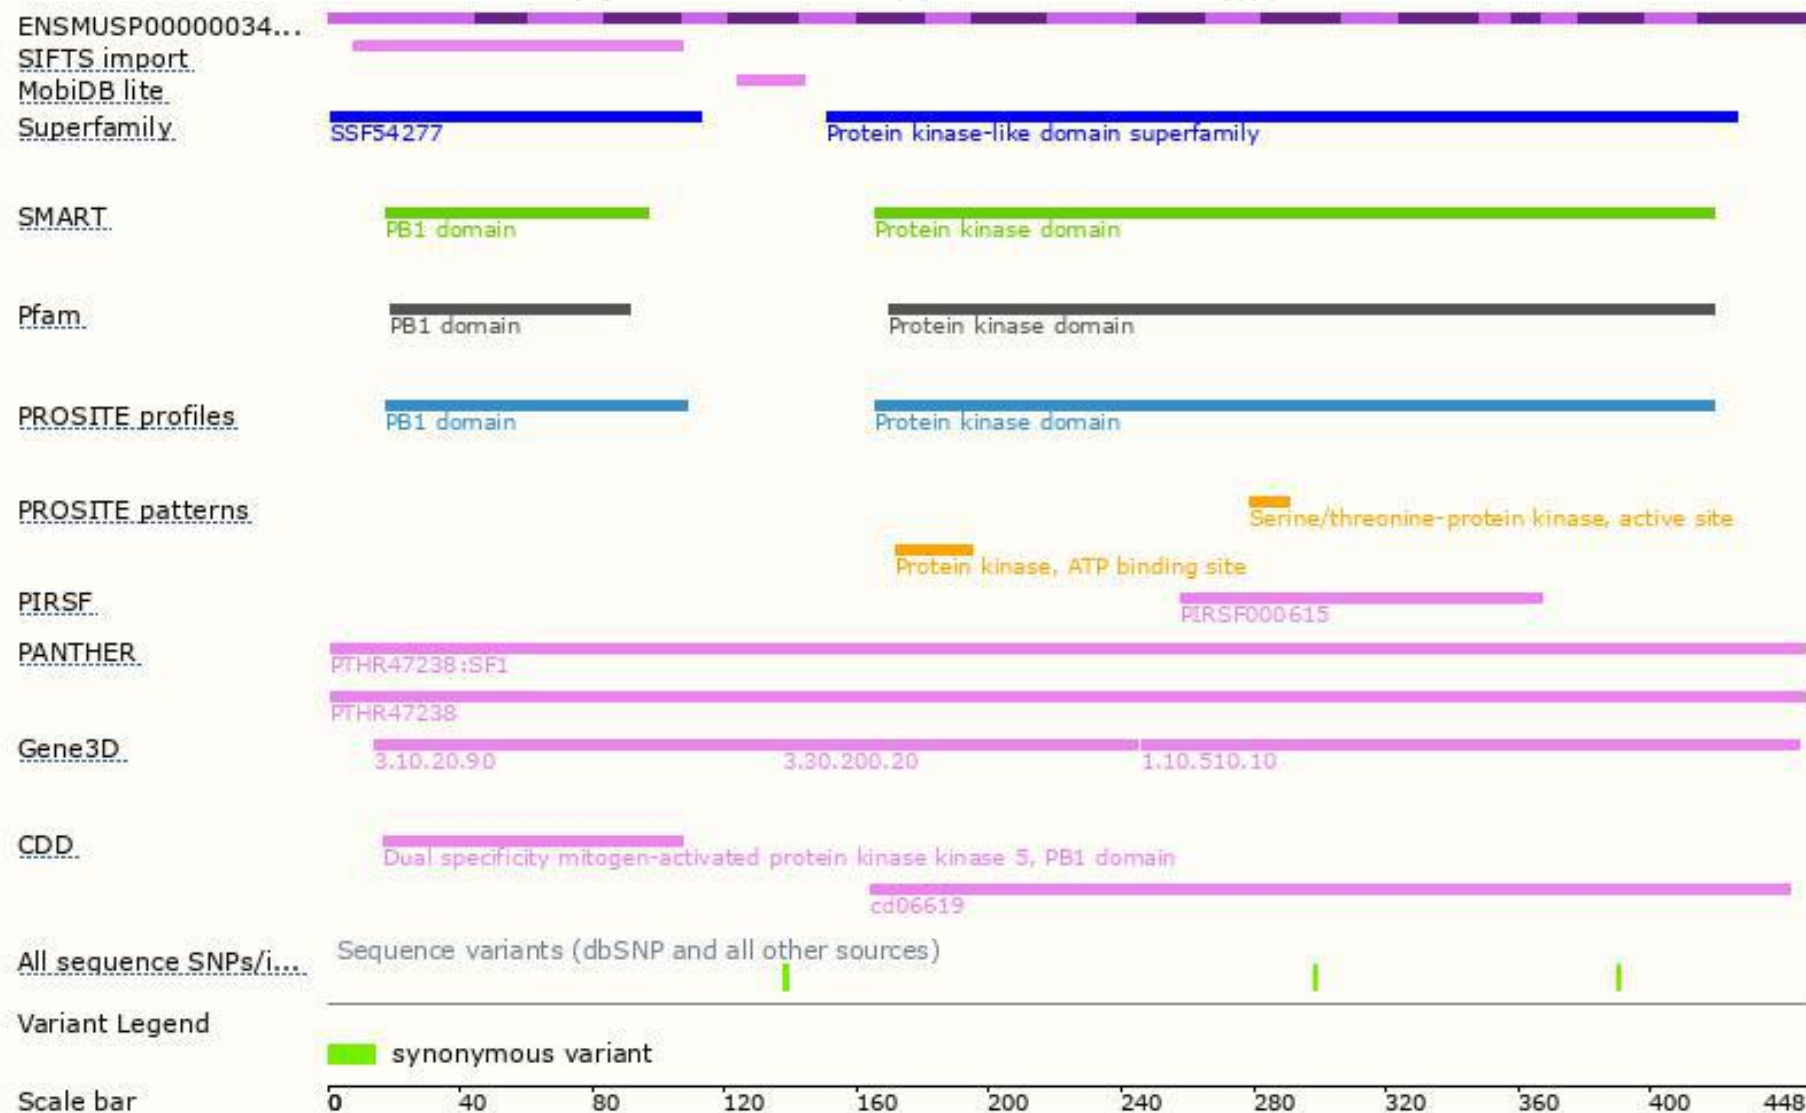 ENSMUSP00000034...
SIFTS import
MobiDB lite
Superfamily
SSF54277 Protein kinase-like domain superfamily
SMART
PB1 domain Protein kinase domain
Pfam
PB1 domain Protein kinase domain
PROSITE profiles
PB1 domain Protein kinase domain
PROSITE patterns
Serine/threonine-protein kinase, active site
Protein kinase, ATP binding site
PIRSF
PIRSF000615
PANTHER
PTHR47238:SF1
PTHR47238
Gene3D
3.10.20.90 3.30.200.20 1.10.510.10
CDD
Dual specificity mitogen-activated protein kinase kinase 5, PB1 domain
cd06619
All sequence SNPs/i... Sequence variants (dbSNP and all other sources)
Variant Legend
synonymous variant
Scale bar 0 40 80 120 160 200 240 280 320 360 400 448